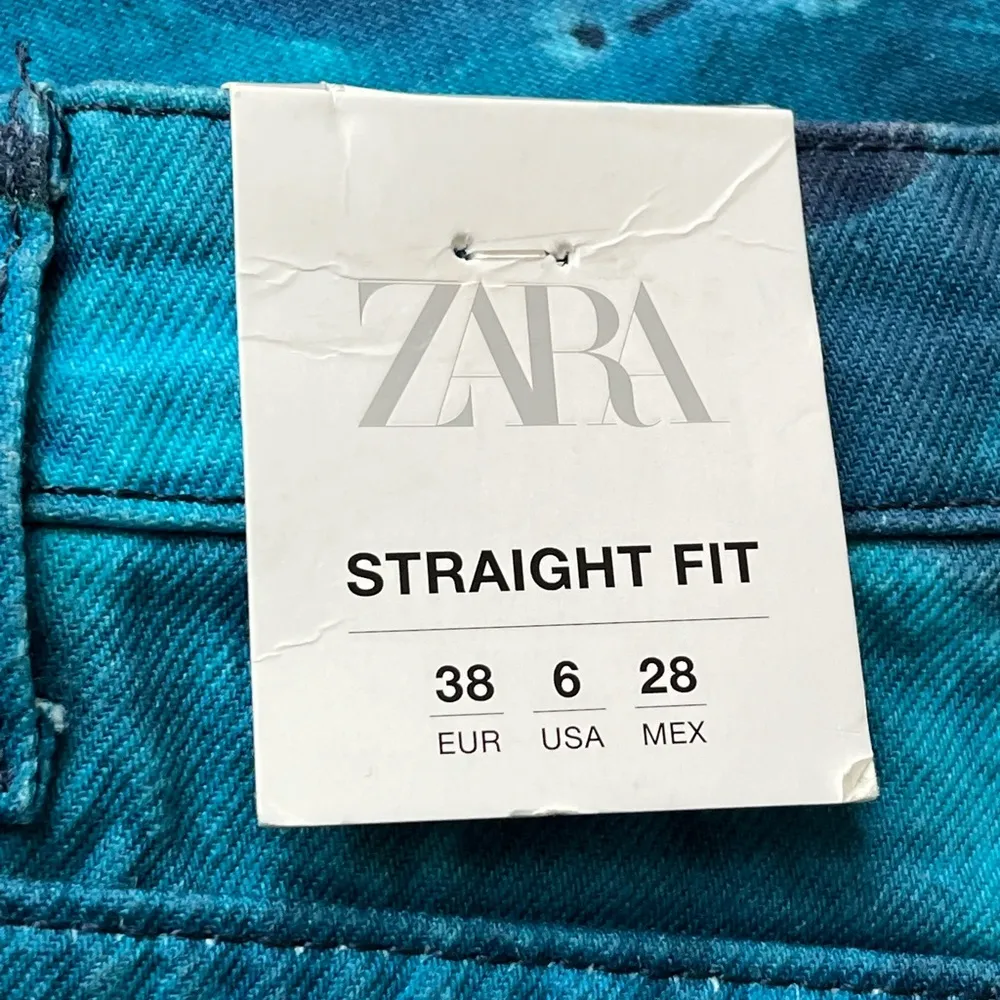 ZARA
STRAIGHT FIT
38 6 28
EUR USA MEX